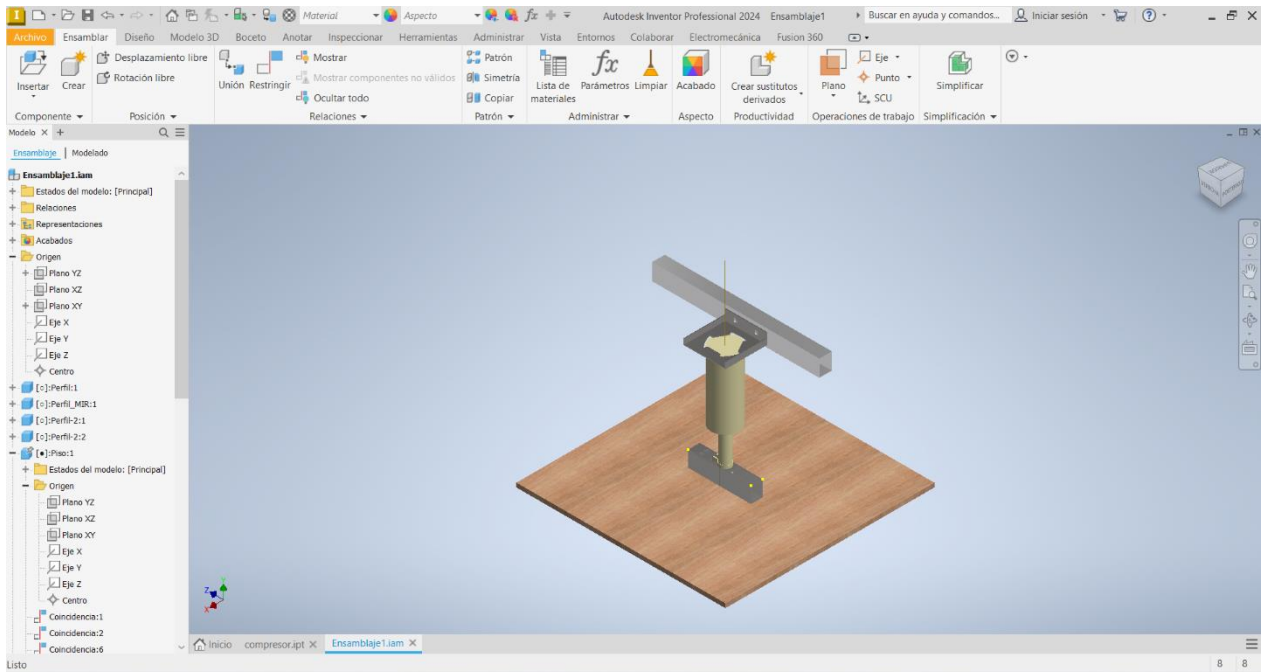 Material Aspecto fx Autodesk Inventor Professional 2024 Ensamblaje1 Buscar en ayuda y comandos... Iniciar sesión
Archivo Ensamblar Diseño Modelo 3D Boceto Anotar Inspeccionar Herramientas Administrar Vista Entornos Colaborar Electromecánica Fusion 360
Insertar
Crear
Desplazamiento libre
Rotación libre
Unión Restringir
Mostrar
Mostrar componentes no válidos
Ocultar todo
Patrón
Simetría
Copiar
Lista de materiales
fx
Parámetros
Limpiar
Acabado
Crear sustitutos derivados
Plano
Eje
Punto
SCU
Simplificar
Componente Posición Relaciones Patrón Administrar Aspecto Productividad Operaciones de trabajo Simplificación
Modelo X +
Ensamblaje | Modelado
Ensamblaje1.iam
Estados del modelo: [Principal]
Relaciones
Representaciones
Acabados
Origen
Plano YZ
Plano XZ
Plano XY
Eje X
Eje Y
Eje Z
Centro
[○]:Perfil:1
[○]:Perfil_MIR:1
[○]:Perfil-2:1
[○]:Perfil-2:2
[●]:Piso:1
Estados del modelo: [Principal]
Origen
Plano YZ
Plano XZ
Plano XY
Eje X
Eje Y
Eje Z
Centro
Coincidencia:1
Coincidencia:2
Coincidencia:6
Z Y
X
Inicio compresor.ipt X Ensamblaje1.iam X
Listo 8 8